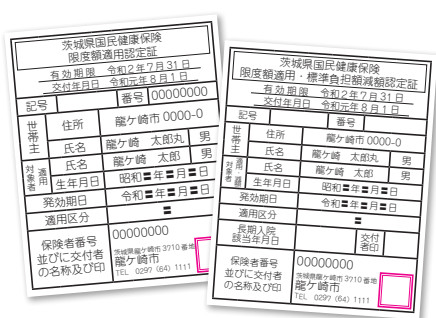 茨城県国民健康保険
限度額適用認定証
有効期限 令和2年7月31日
交付年月日 令和元年8月1日
記号 番号 00000000
世帯主 住所 龍ケ崎市 0000-0
氏名 龍ケ崎 太郎丸 男
適用対象者 氏名 龍ケ崎 太郎 男
生年月日 昭和〓年〓月〓日
発効期日 令和〓年〓月〓日
適用区分 〓
保険者番号並びに交付者の名称及び印
00000000
茨城県龍ケ崎市3710番地
龍ケ崎市
TEL 0297 (64) 1111
茨城県国民健康保険
限度額適用・標準負担額減額認定証
有効期限 令和2年7月31日
交付年月日 令和元年8月1日
記号 番号
世帯主 住所 龍ケ崎市 0000-0
氏名 龍ケ崎 太郎丸 男
対象者 氏名 龍ケ崎 太郎 男
生年月日 昭和〓年〓月〓日
発効期日 令和〓年〓月〓日
適用区分 〓
長期入院該当年月日 交付者印
保険者番号並びに交付者の名称及び印
00000000
茨城県龍ケ崎市3710番地
龍ケ崎市
TEL 0297 (64) 1111